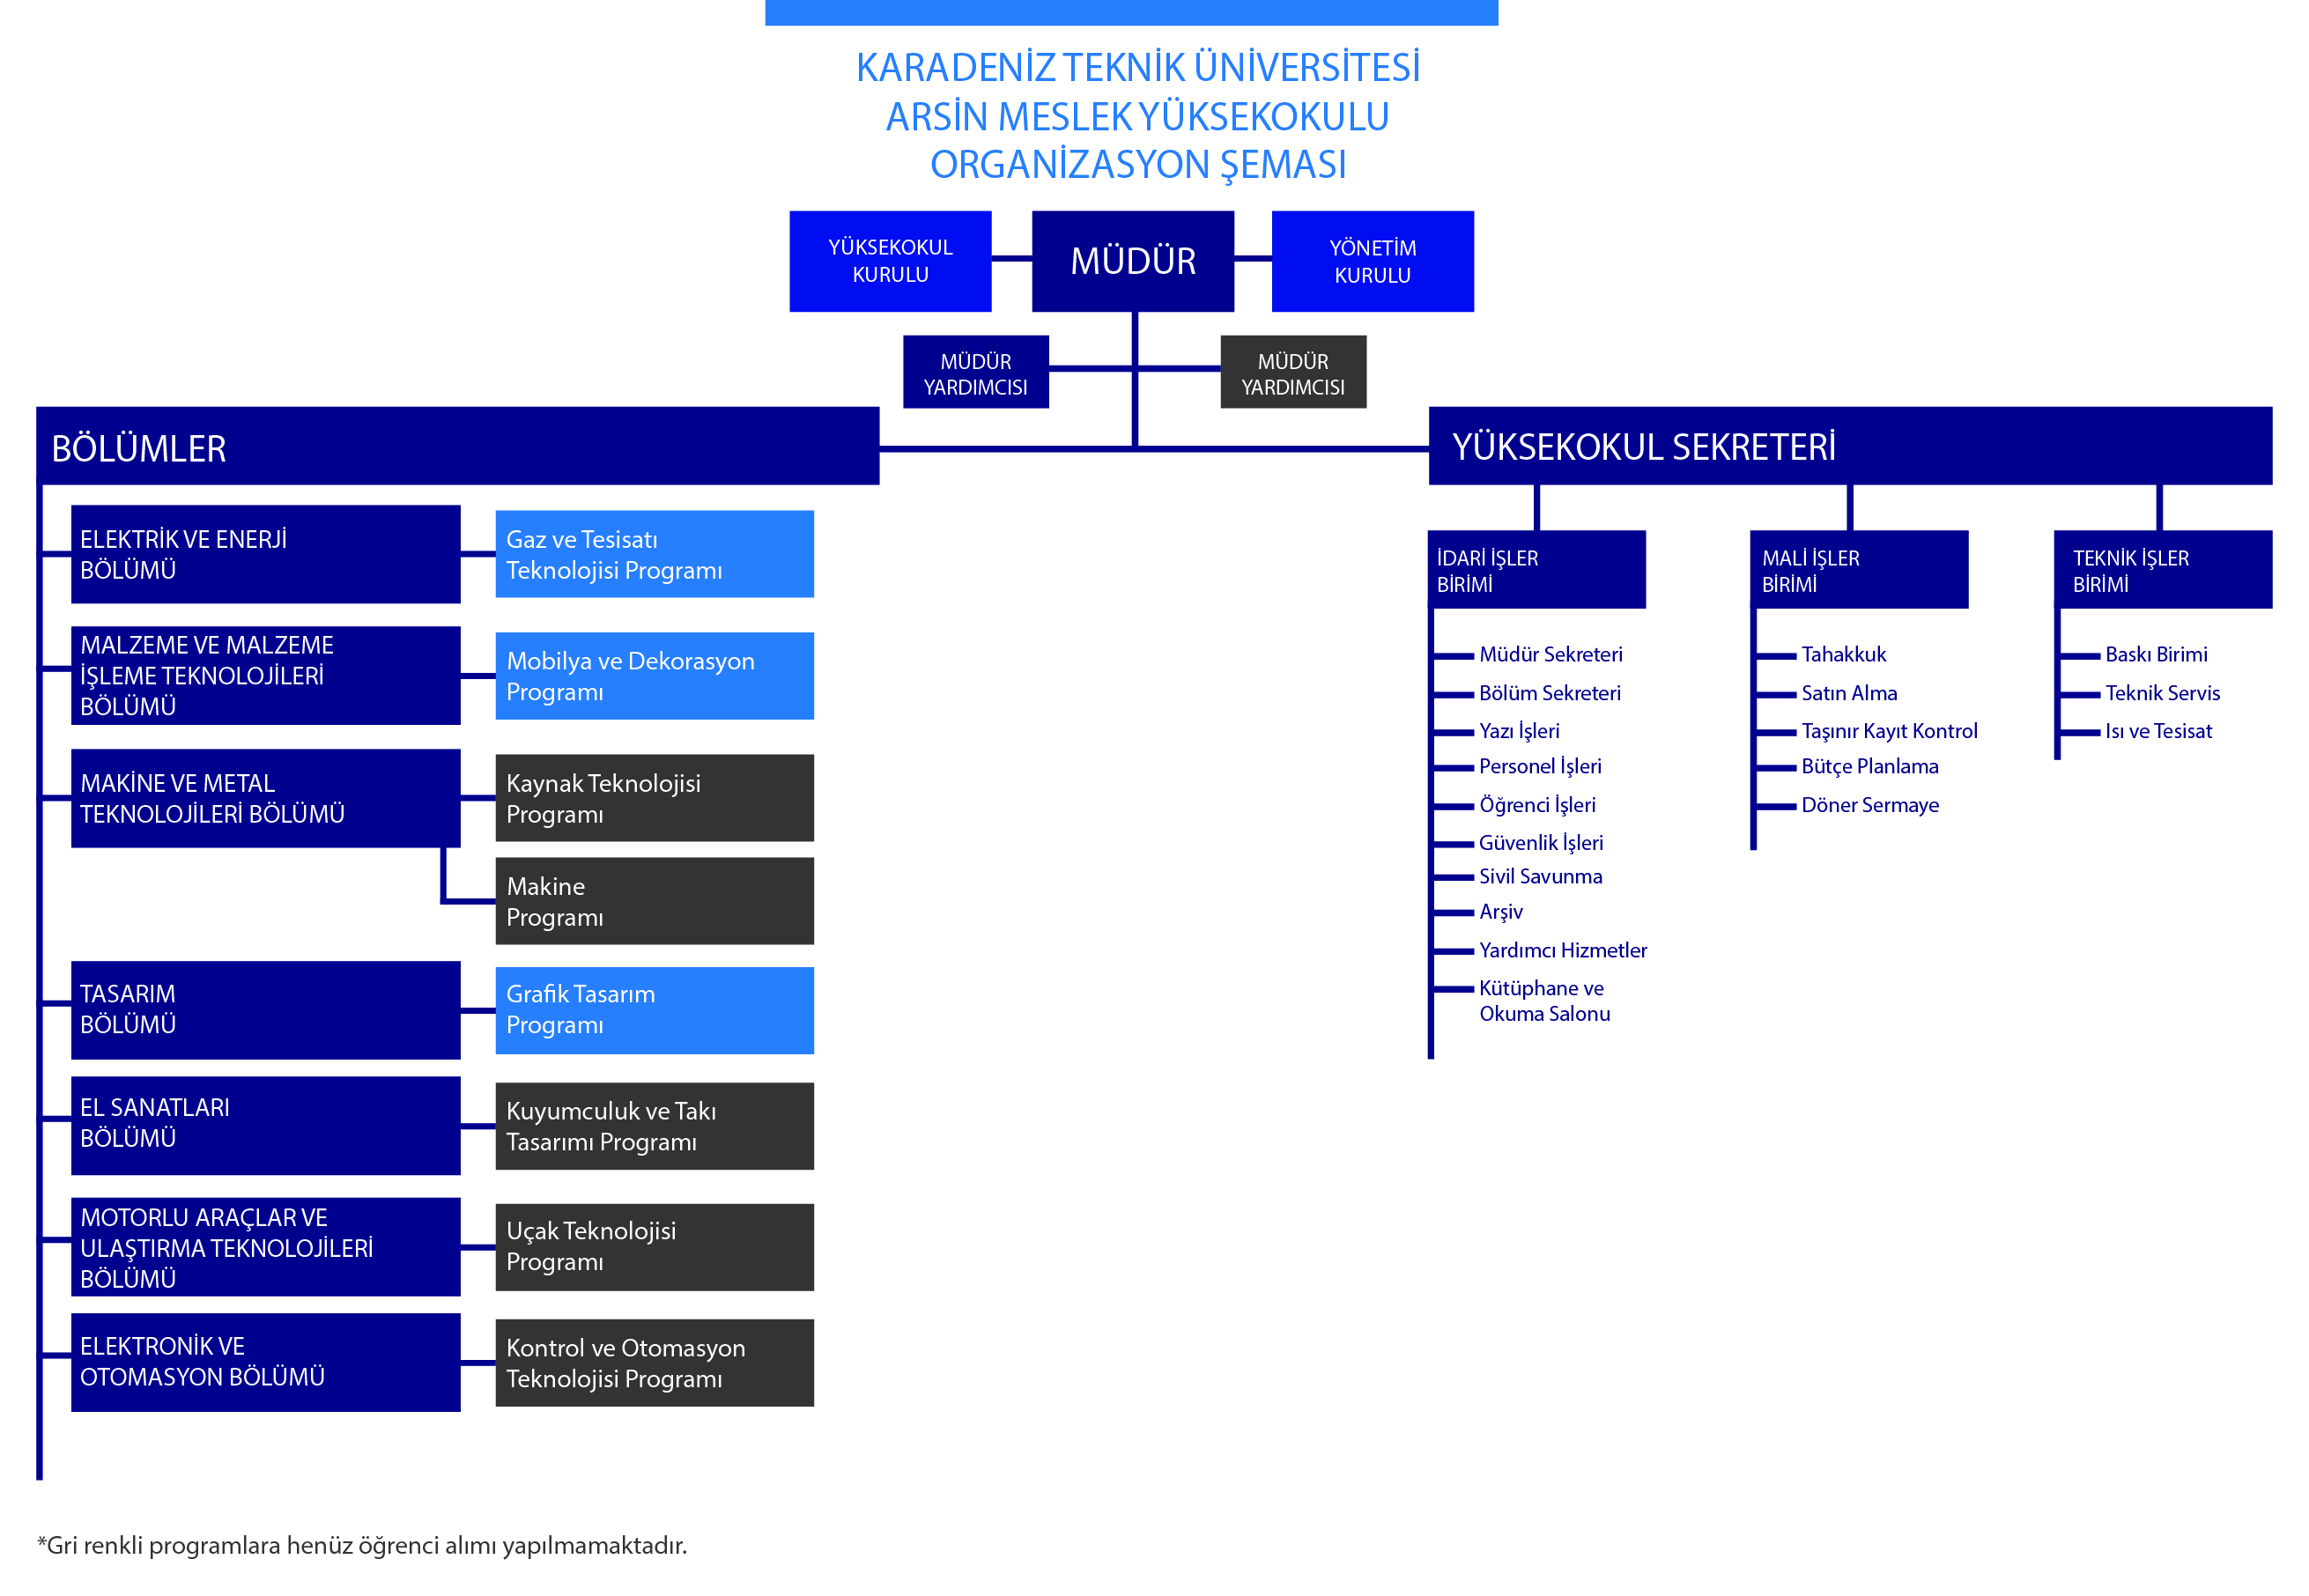 KARADENİZ TEKNİK ÜNİVERSİTESİ
ARSİN MESLEK YÜKSEKOKULU
ORGANİZASYON ŞEMASI
YÜKSEKOKUL
KURULU
MÜDÜR
YÖNETİM
KURULU
MÜDÜR
YARDIMCISI
MÜDÜR
YARDIMCISI
BÖLÜMLER
ELEKTRİK VE ENERJİ
BÖLÜMÜ
Gaz ve Tesisatı
Teknolojisi Programı
MALZEME VE MALZEME
İŞLEME TEKNOLOJİLERİ
BÖLÜMÜ
Mobilya ve Dekorasyon
Programı
MAKİNE VE METAL
TEKNOLOJİLERİ BÖLÜMÜ
Kaynak Teknolojisi
Programı
Makine
Programı
TASARIM
BÖLÜMÜ
Grafik Tasarım
Programı
EL SANATLARI
BÖLÜMÜ
Kuyumculuk ve Takı
Tasarımı Programı
MOTORLU ARAÇLAR VE
ULAŞTIRMA TEKNOLOJİLERİ
BÖLÜMÜ
Uçak Teknolojisi
Programı
ELEKTRONİK VE
OTOMASYON BÖLÜMÜ
Kontrol ve Otomasyon
Teknolojisi Programı
YÜKSEKOKUL SEKRETERİ
İDARİ İŞLER
BİRİMİ
Müdür Sekreteri
Bölüm Sekreteri
Yazı İşleri
Personel İşleri
Öğrenci İşleri
Güvenlik İşleri
Sivil Savunma
Arşiv
Yardımcı Hizmetler
Kütüphane ve
Okuma Salonu
MALİ İŞLER
BİRİMİ
Tahakkuk
Satın Alma
Taşınır Kayıt Kontrol
Bütçe Planlama
Döner Sermaye
TEKNİK İŞLER
BİRİMİ
Baskı Birimi
Teknik Servis
Isı ve Tesisat
*Gri renkli programlara henüz öğrenci alımı yapılmamaktadır.